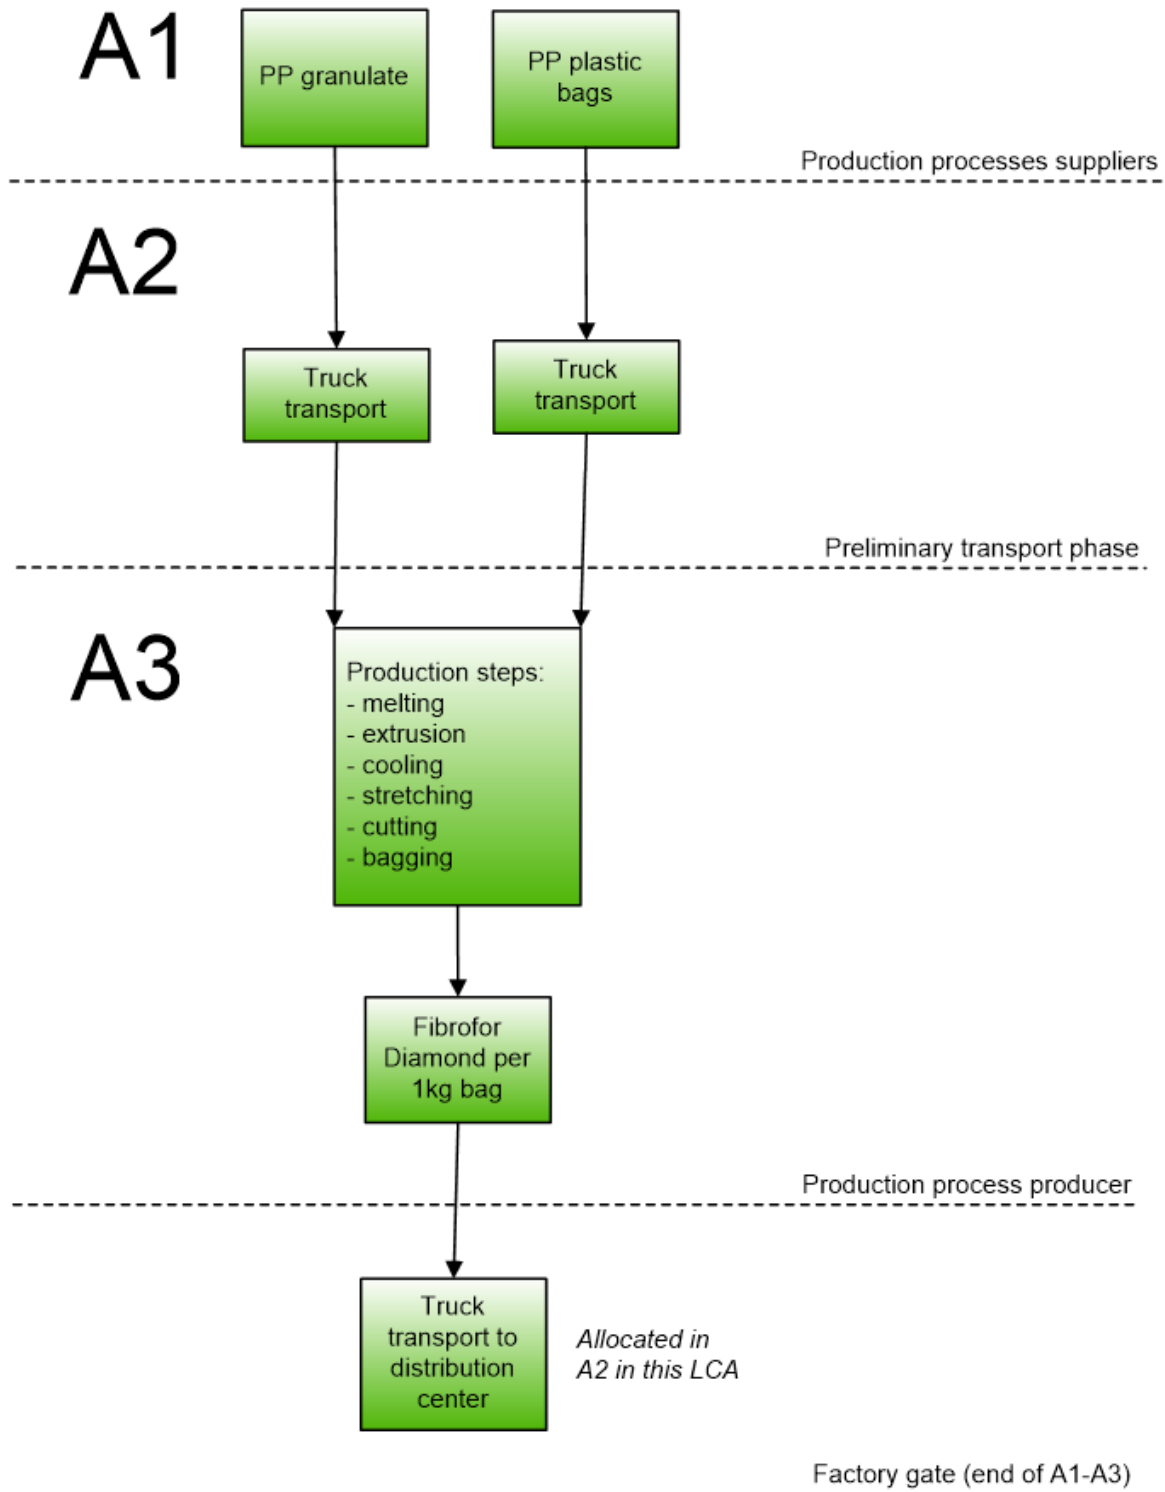 A1
PP granulate
PP plastic
bags
Production processes suppliers
A2
Truck
transport
Truck
transport
Preliminary transport phase
A3
Production steps:
- melting
- extrusion
- cooling
- stretching
- cutting
- bagging
Fibrofor
Diamond per
1kg bag
Production process producer
Truck
transport to
distribution
center
Allocated in
A2 in this LCA
Factory gate (end of A1-A3)